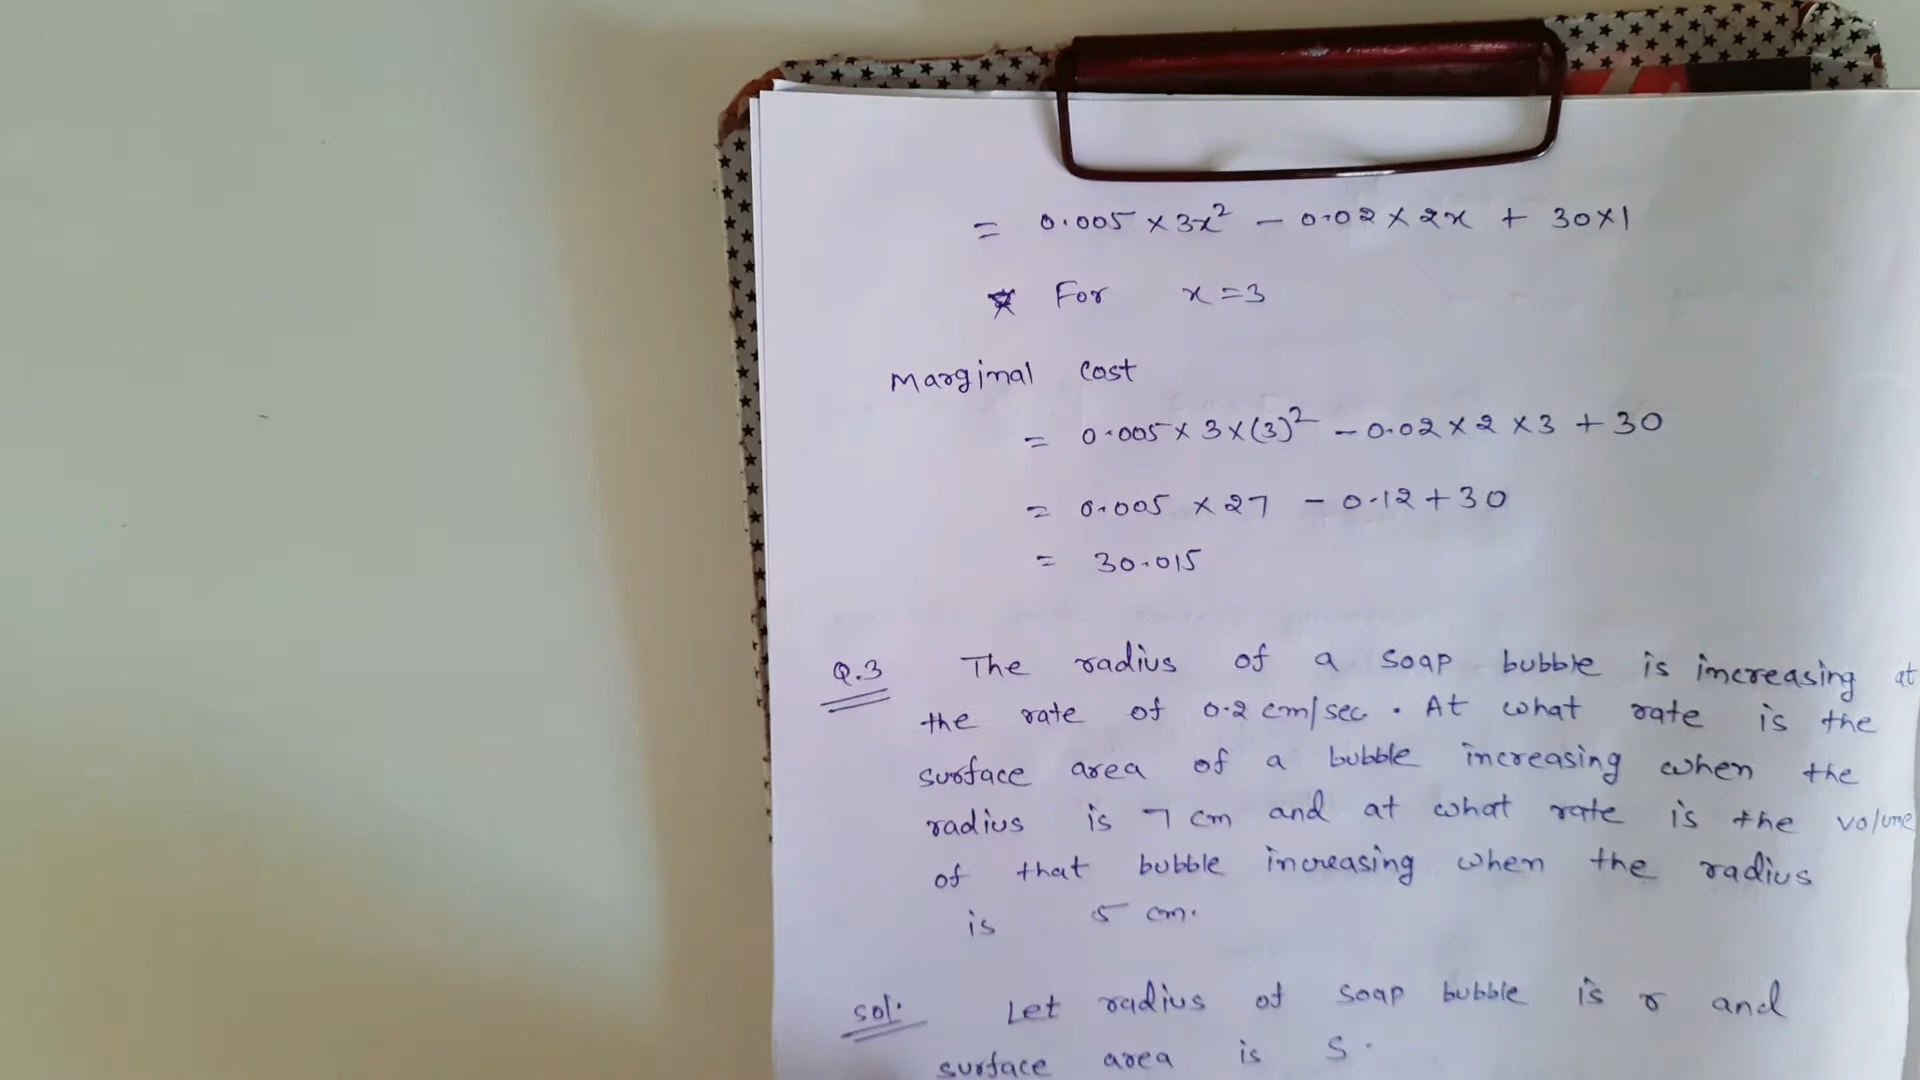 = 0.005 × 3x² - 0.02 × 2x + 30×1
* For x = 3
Marginal Cost
= 0.005 × 3 × (3)² - 0.02 × 2 × 3 + 30
= 0.005 × 27 - 0.12 + 30
= 30.015
Q.3 The radius of a soap bubble is increasing at
the rate of 0.2 cm/sec. At what rate is the
surface area of a bubble increasing when the
radius is 7 cm and at what rate is the volume
of that bubble increasing when the radius
is 5 cm.
Sol. Let radius of soap bubble is r and
surface area is S.